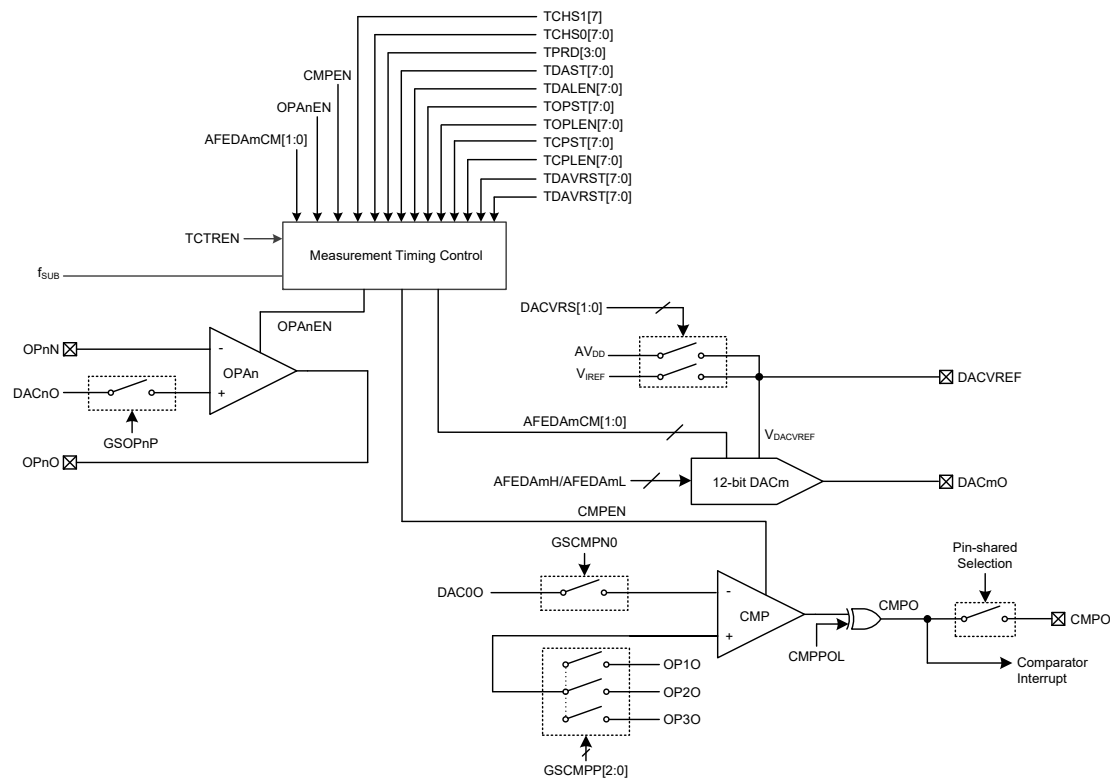 TCHS1[7]
TCHS0[7:0]
TPRD[3:0]
TDAST[7:0]
TDALEN[7:0]
TOPST[7:0]
TOPLEN[7:0]
TCPST[7:0]
TCPLEN[7:0]
TDAVRST[7:0]
TDAVRST[7:0]
CMPEN
OPAnEN
AFEDAmCM[1:0]
TCTREN
Measurement Timing Control
fSUB
OPAnEN
OPnN
-
OPAn
DACnO
+
GSOPnP
OPnO
DACVRS[1:0]
AVDD
VIREF
DACVREF
AFEDAmCM[1:0]
VDACVREF
AFEDAmH/AFEDAmL
12-bit DACm
DACmO
CMPEN
GSCMPN0
DAC0O
-
CMP
+
CMPPOL
CMPO
Pin-shared
Selection
CMPO
Comparator
Interrupt
OP1O
OP2O
OP3O
GSCMPP[2:0]